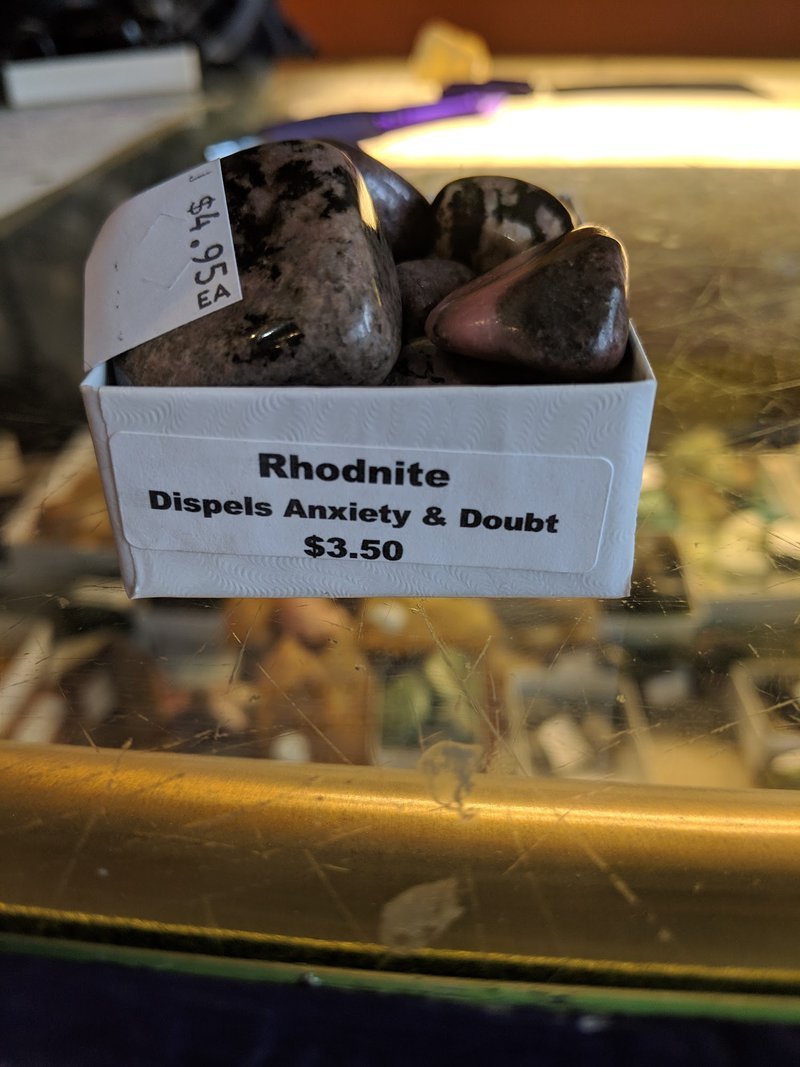 $4.95
EA
Rhodnite
Dispels Anxiety & Doubt
$3.50